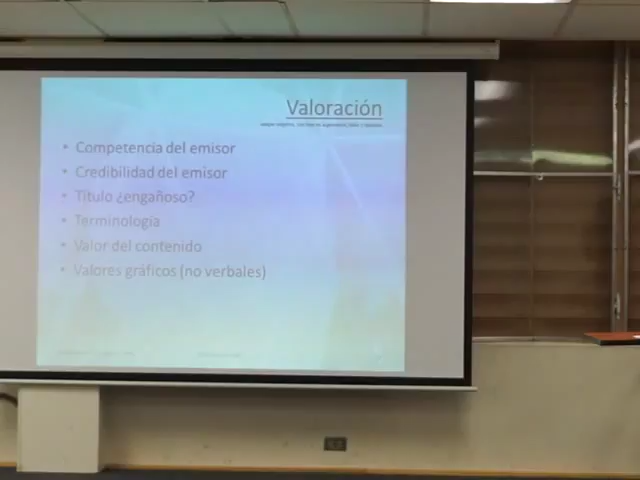 Valoración
• Competencia del emisor
• Credibilidad del emisor
• Título ¿engañoso?
• Terminología
• Valor del contenido
• Valores gráficos (no verbales)